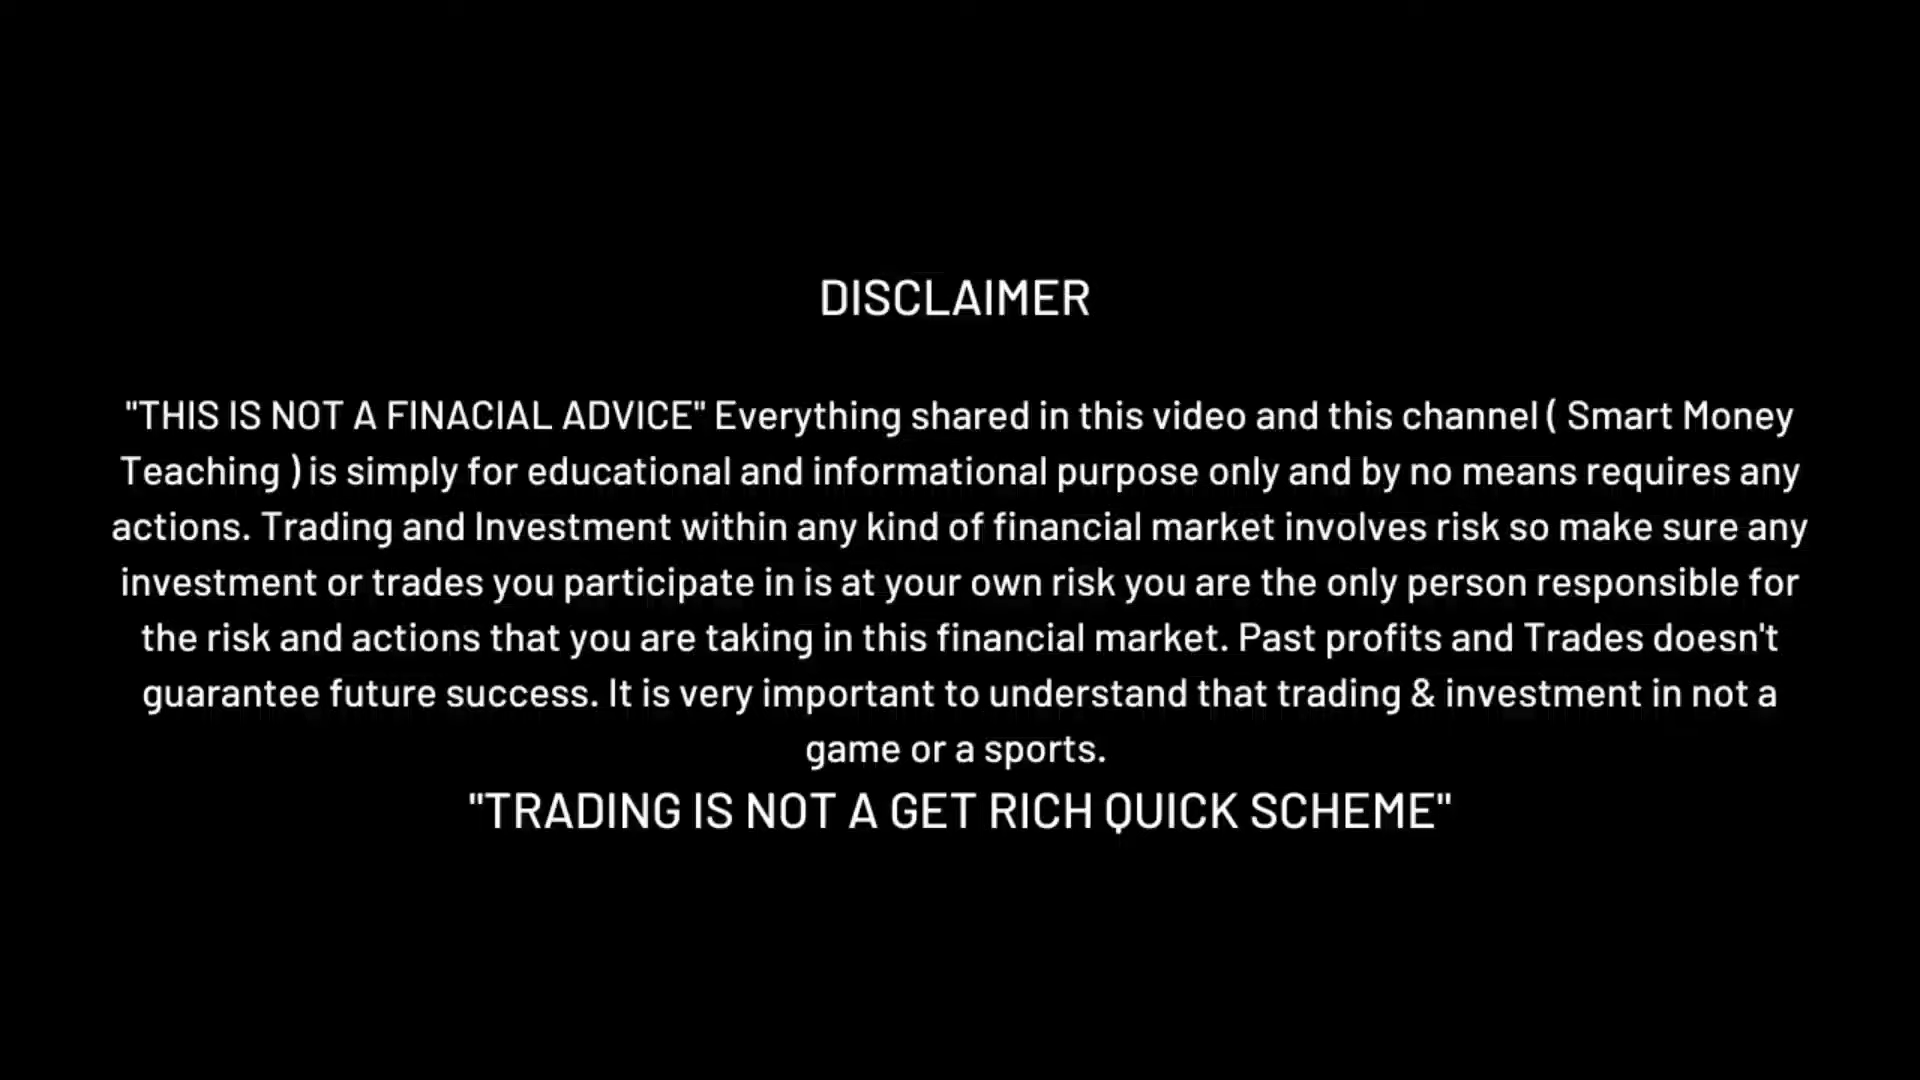 DISCLAIMER
"THIS IS NOT A FINACIAL ADVICE" Everything shared in this video and this channel ( Smart Money
Teaching ) is simply for educational and informational purpose only and by no means requires any
actions. Trading and Investment within any kind of financial market involves risk so make sure any
investment or trades you participate in is at your own risk you are the only person responsible for
the risk and actions that you are taking in this financial market. Past profits and Trades doesn't
guarantee future success. It is very important to understand that trading & investment in not a
game or a sports.
"TRADING IS NOT A GET RICH QUICK SCHEME"